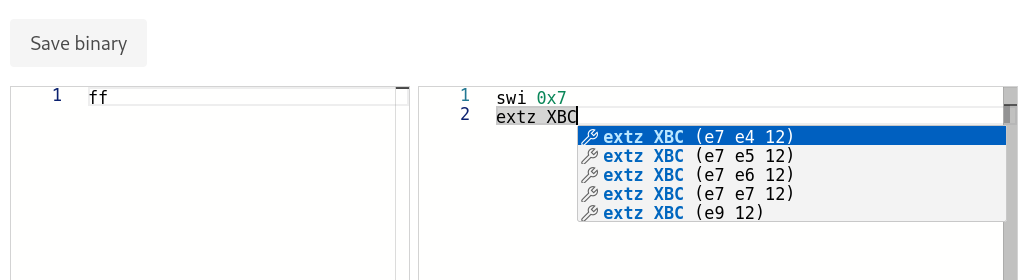 Save binary
1 ff
1 swi 0x7
2 extz XBC
extz XBC (e7 e4 12)
extz XBC (e7 e5 12)
extz XBC (e7 e6 12)
extz XBC (e7 e7 12)
extz XBC (e9 12)